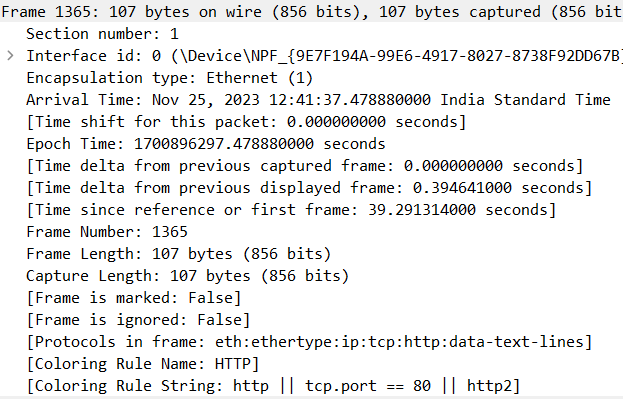 Frame 1365: 107 bytes on wire (856 bits), 107 bytes captured (856 bit
Section number: 1
Interface id: 0 (\Device\NPF_{9E7F194A-99E6-4917-8027-8738F92DD67B}
Encapsulation type: Ethernet (1)
Arrival Time: Nov 25, 2023 12:41:37.478880000 India Standard Time
[Time shift for this packet: 0.000000000 seconds]
Epoch Time: 1700896297.478880000 seconds
[Time delta from previous captured frame: 0.000000000 seconds]
[Time delta from previous displayed frame: 0.394641000 seconds]
[Time since reference or first frame: 39.291314000 seconds]
Frame Number: 1365
Frame Length: 107 bytes (856 bits)
Capture Length: 107 bytes (856 bits)
[Frame is marked: False]
[Frame is ignored: False]
[Protocols in frame: eth:ethertype:ip:tcp:http:data-text-lines]
[Coloring Rule Name: HTTP]
[Coloring Rule String: http || tcp.port == 80 || http2]